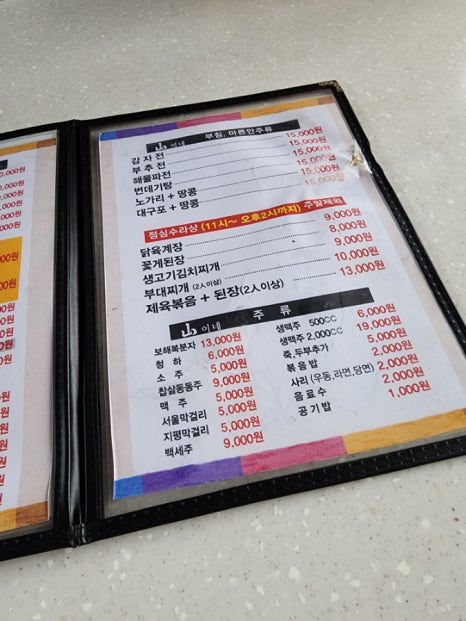 0,000원
山이네 부침, 마른안주류
감자전 15,000원
부추전 15,000원
해물파전 15,000원
번데기탕 15,000원
노가리 + 땅콩 15,000원
대구포 + 땅콩 15,000원
점심수라상 (11시~ 오후2시까지) 주말제외
닭육계장 9,000원
꽃게된장 8,000원
생고기김치찌개 9,000원
부대찌개 (2인이상) 10,000원
제육볶음 + 된장(2인이상) 13,000원
山이네 주류
보해복분자 13,000원 생맥주 500CC 6,000원
청하 6,000원 생맥주 2,000CC 19,000원
소주 5,000원 죽,두부추가 5,000원
찹쌀동동주 9,000원 볶음밥 2,000원
맥주 5,000원 사리 (우동,라면,당면) 2,000원
서울막걸리 5,000원 음료수 2,000원
지평막걸리 5,000원 공기밥 1,000원
백세주 9,000원